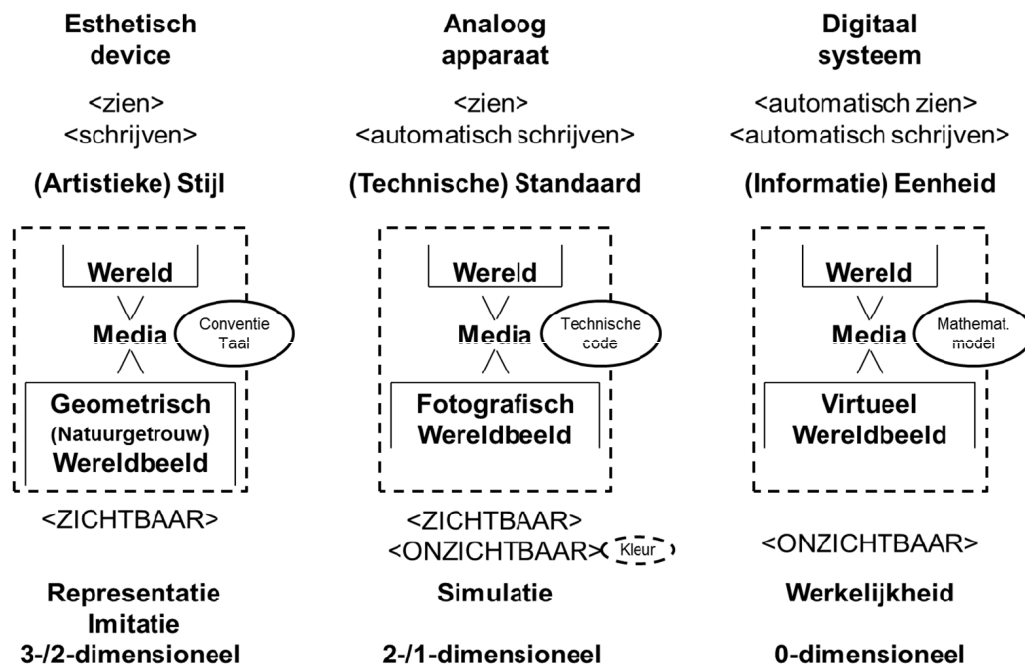 Esthetisch
device
<zien>
<schrijven>
(Artistieke) Stijl
Wereld
Media
Conventie
Taal
Geometrisch
(Natuurgetrouw)
Wereldbeeld
<ZICHTBAAR>
Representatie
Imitatie
3-/2-dimensioneel
Analoog
apparaat
<zien>
<automatisch schrijven>
(Technische) Standaard
Wereld
Media
Technische
code
Fotografisch
Wereldbeeld
<ZICHTBAAR>
<ONZICHTBAAR>
Kleur
Simulatie
2-/1-dimensioneel
Digitaal
systeem
<automatisch zien>
<automatisch schrijven>
(Informatie) Eenheid
Wereld
Media
Mathemat.
model
Virtueel
Wereldbeeld
<ONZICHTBAAR>
Werkelijkheid
0-dimensioneel